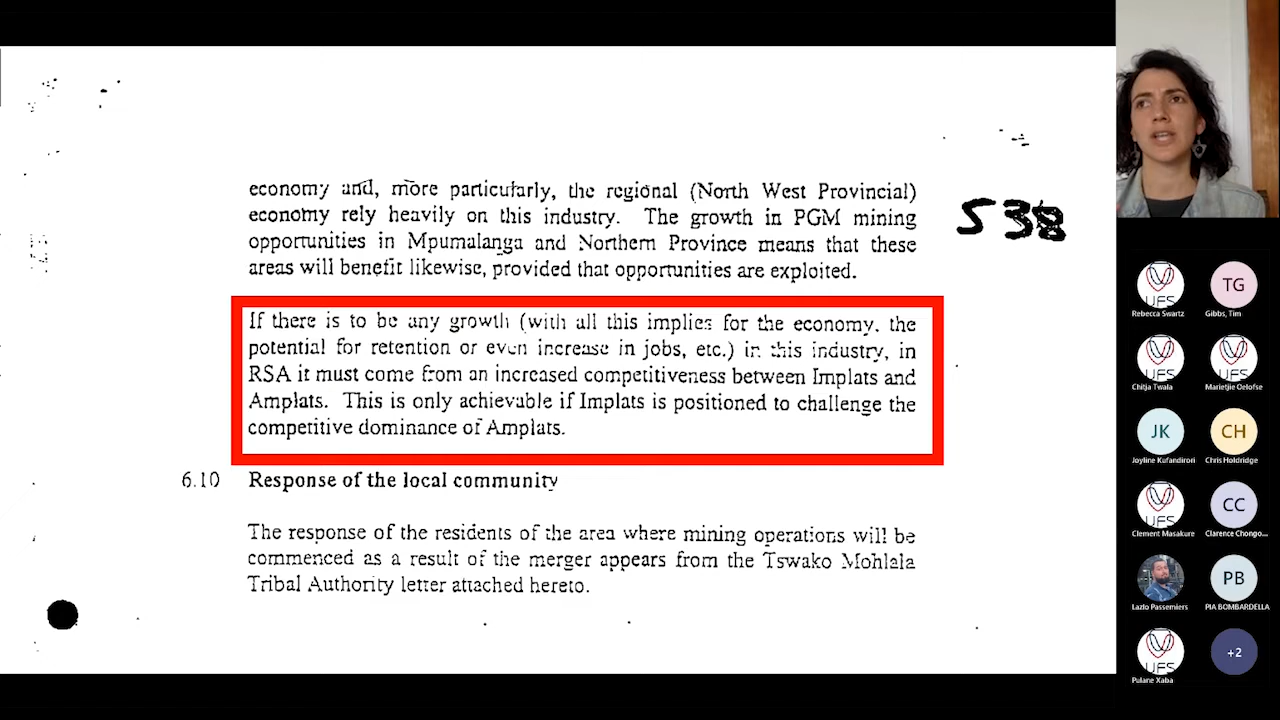 economy and, more particularly, the regional (North West Provincial)
economy rely heavily on this industry. The growth in PGM mining
opportunities in Mpumalanga and Northern Province means that these
areas will benefit likewise, provided that opportunities are exploited.
538
If there is to be any growth (with all this implies for the economy, the
potential for retention or even increase in jobs, etc.) in this industry, in
RSA it must come from an increased competitiveness between Implats and
Amplats. This is only achievable if Implats is positioned to challenge the
competitive dominance of Amplats.
6.10 Response of the local community
The response of the residents of the area where mining operations will be
commenced as a result of the merger appears from the Tswako Mohlala
Tribal Authority letter attached hereto.
UFS
Rebecca Swartz
TG
Gibbs, Tim
UFS
Chitja Twala
UFS
Marietjie Oelofse
JK
Joyline Kufandirori
CH
Chris Holdridge
UFS
Clement Masakure
CC
Clarence Chongo...
Lazlo Passemiers
PB
PIA BOMBARDELLA
UFS
Pulane Xaba
+2